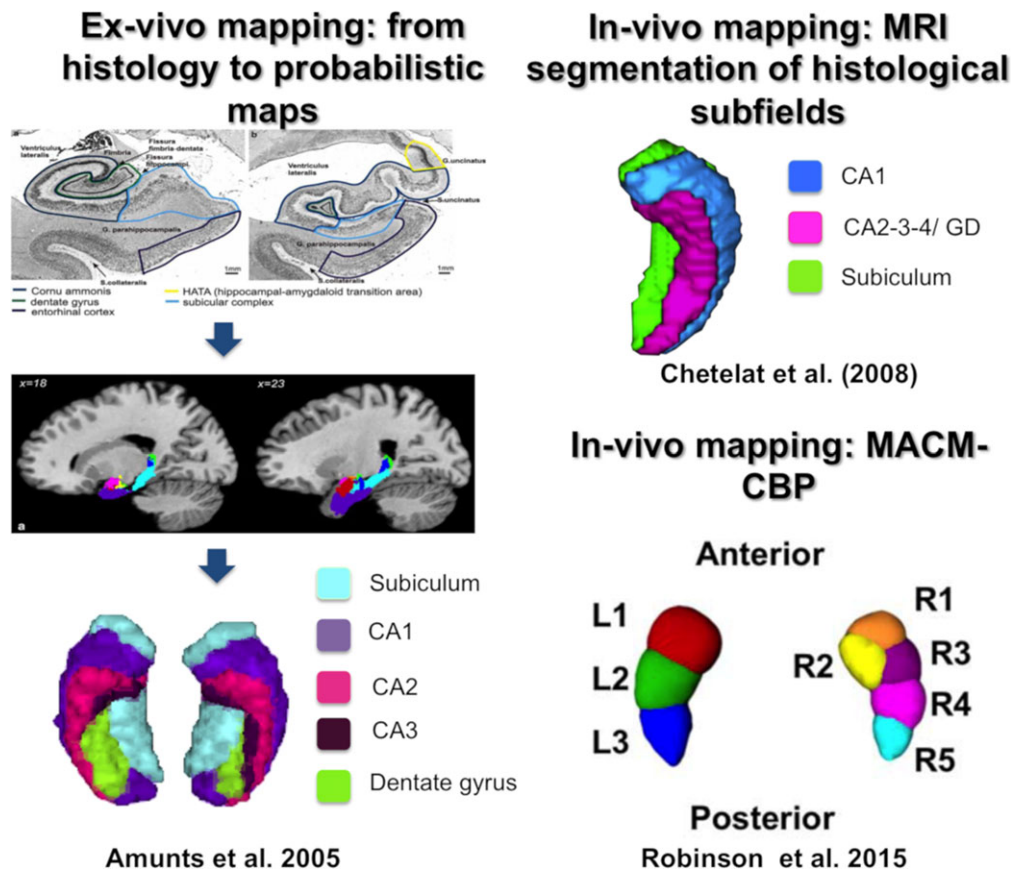 Ex-vivo mapping: from
histology to probabilistic
maps
a
Ventriculus
lateralis
Fimbria
Fissura
fimbria-dentata
Fissura
hippocampi
G. parahippocampalis
S.collateralis
1mm
b
Ventriculus
lateralis
G.uncinatus
S.uncinatus
G. parahippocampalis
S.collateralis
1mm
Cornu ammonis
dentate gyrus
entorhinal cortex
HATA (hippocampal-amygdaloid transition area)
subicular complex
x=18
x=23
a
Subiculum
CA1
CA2
CA3
Dentate gyrus
Amunts et al. 2005
In-vivo mapping: MRI
segmentation of histological
subfields
CA1
CA2-3-4/ GD
Subiculum
Chetelat et al. (2008)
In-vivo mapping: MACM-
CBP
Anterior
L1
L2
L3
R1
R2
R3
R4
R5
Posterior
Robinson et al. 2015